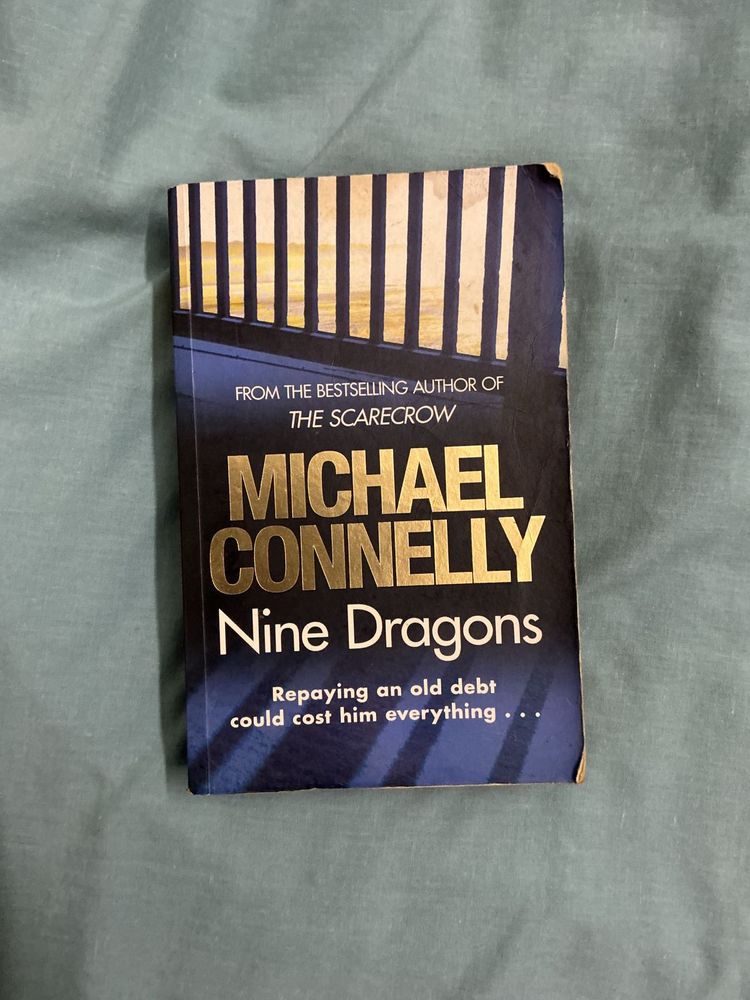 FROM THE BESTSELLING AUTHOR OF
THE SCARECROW
MICHAEL
CONNELLY
Nine Dragons
Repaying an old debt
could cost him everything . . .